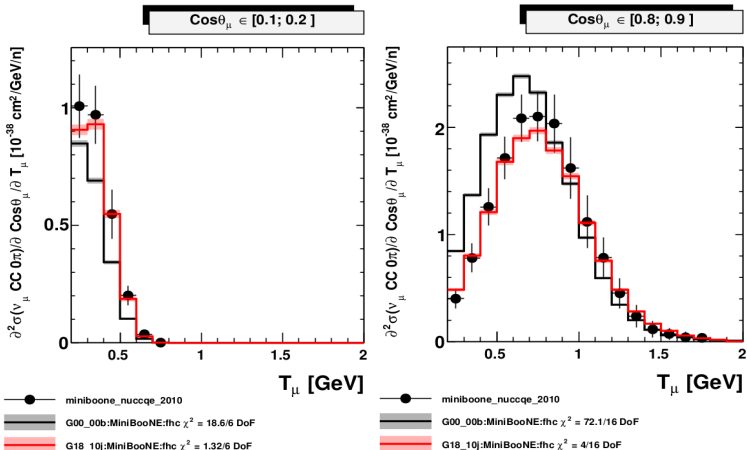 Cosθμ ∈ [0.1; 0.2 ]
∂²σ(νμ CC 0π)/∂ Cosθμ /∂ Tμ [10⁻³⁸ cm²/GeV/n]
1
0.5
0
0.5
1
1.5
2
Tμ [GeV]
miniboone_nuccqe_2010
G00_00b:MiniBooNE:fhc χ² = 18.6/6 DoF
G18_10j:MiniBooNE:fhc χ² = 1.32/6 DoF
Cosθμ ∈ [0.8; 0.9 ]
∂²σ(νμ CC 0π)/∂ Cosθμ /∂ Tμ [10⁻³⁸ cm²/GeV/n]
2
1
0
0.5
1
1.5
2
Tμ [GeV]
miniboone_nuccqe_2010
G00_00b:MiniBooNE:fhc χ² = 72.1/16 DoF
G18_10j:MiniBooNE:fhc χ² = 4/16 DoF